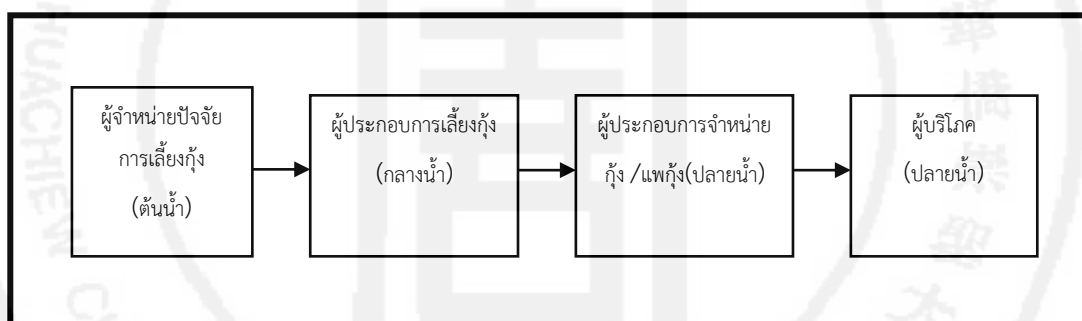 ผู้จำหน่ายปัจจัย
การเลี้ยงกุ้ง
(ต้นน้ำ)
ผู้ประกอบการเลี้ยงกุ้ง
(กลางน้ำ)
ผู้ประกอบการจำหน่าย
กุ้ง /แพกุ้ง(ปลายน้ำ)
ผู้บริโภค
(ปลายน้ำ)
HUACHIEW